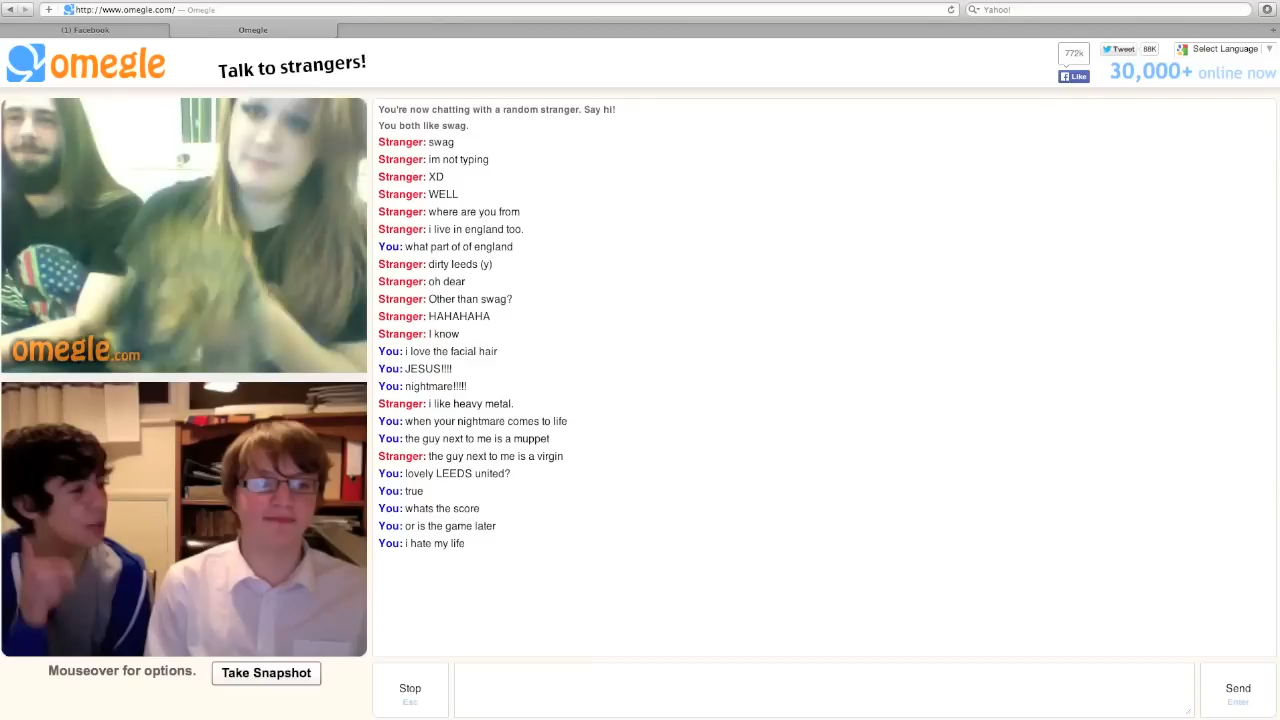 http://www.omegle.com/ — Omegle
Yahoo!
(1) Facebook
Omegle
omegle
Talk to strangers!
772k
Like
Tweet
88K
Select Language
30,000+ online now
You're now chatting with a random stranger. Say hi!
You both like swag.
Stranger: swag
Stranger: im not typing
Stranger: XD
Stranger: WELL
Stranger: where are you from
Stranger: i live in england too.
You: what part of of england
Stranger: dirty leeds (y)
Stranger: oh dear
Stranger: Other than swag?
Stranger: HAHAHAHA
Stranger: I know
You: i love the facial hair
You: JESUS!!!!
You: nightmare!!!!!
Stranger: i like heavy metal.
You: when your nightmare comes to life
You: the guy next to me is a muppet
Stranger: the guy next to me is a virgin
You: lovely LEEDS united?
You: true
You: whats the score
You: or is the game later
You: i hate my life
omegle.com
Mouseover for options.
Take Snapshot
Stop
Esc
Send
Enter